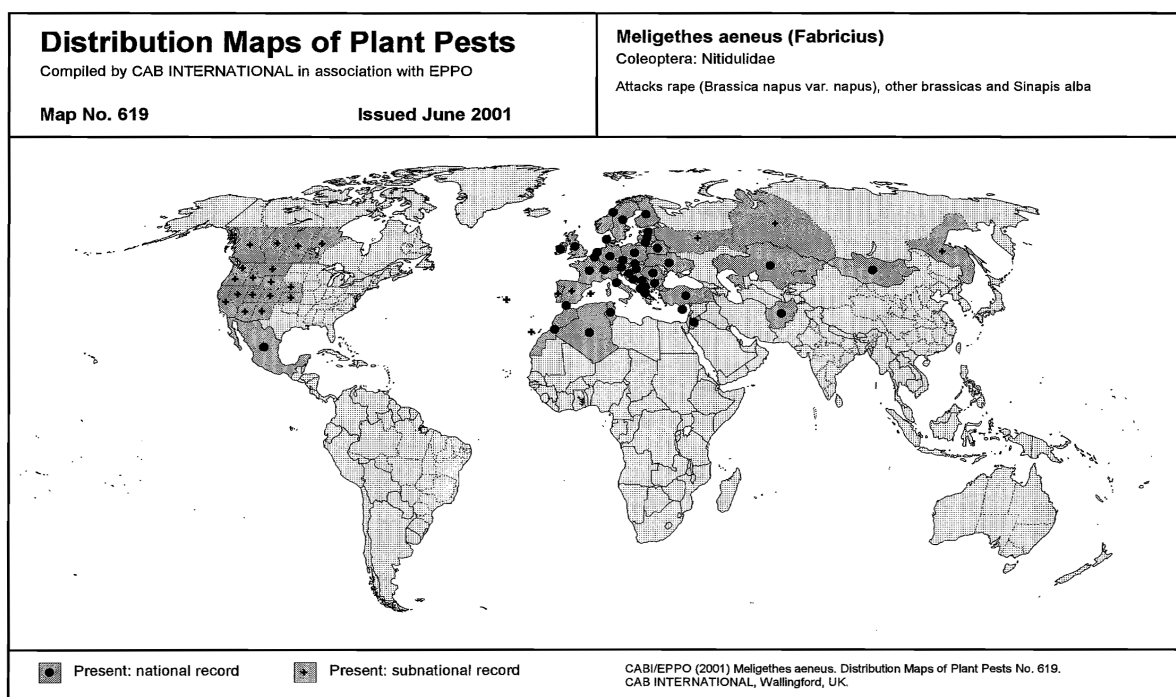 Distribution Maps of Plant Pests
Compiled by CAB INTERNATIONAL in association with EPPO
Map No. 619 Issued June 2001
Meligethes aeneus (Fabricius)
Coleoptera: Nitidulidae
Attacks rape (Brassica napus var. napus), other brassicas and Sinapis alba
Present: national record
Present: subnational record
CABI/EPPO (2001) Meligethes aeneus. Distribution Maps of Plant Pests No. 619.
CAB INTERNATIONAL, Wallingford, UK.